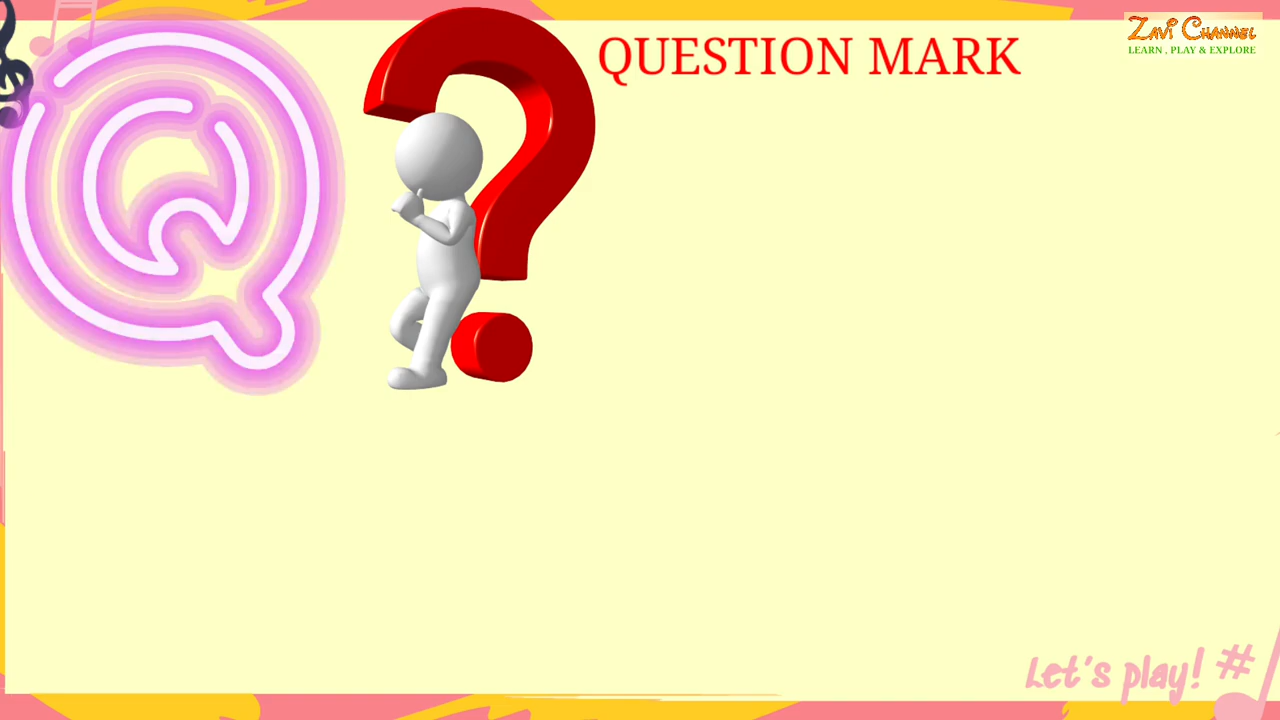 Q
?
QUESTION MARK
ZAVI CHANNEL
LEARN , PLAY & EXPLORE
Let's play! #